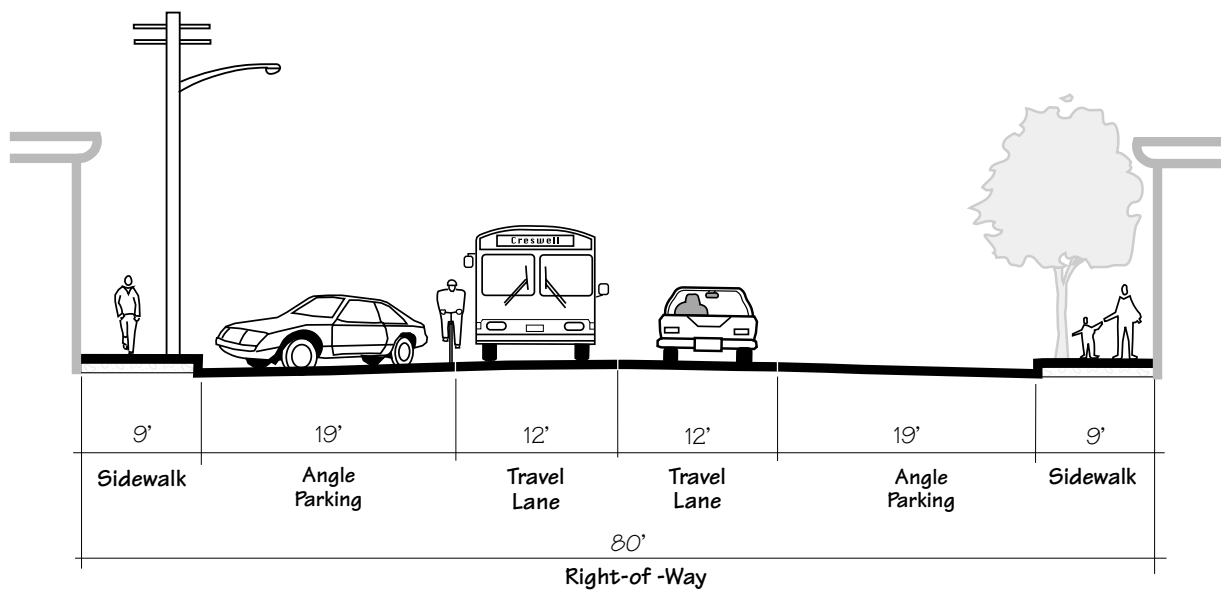 Creswell
9’
19’
12’
12’
19’
9’
Sidewalk
Angle
Parking
Travel
Lane
Travel
Lane
Angle
Parking
Sidewalk
80’
Right-of -Way